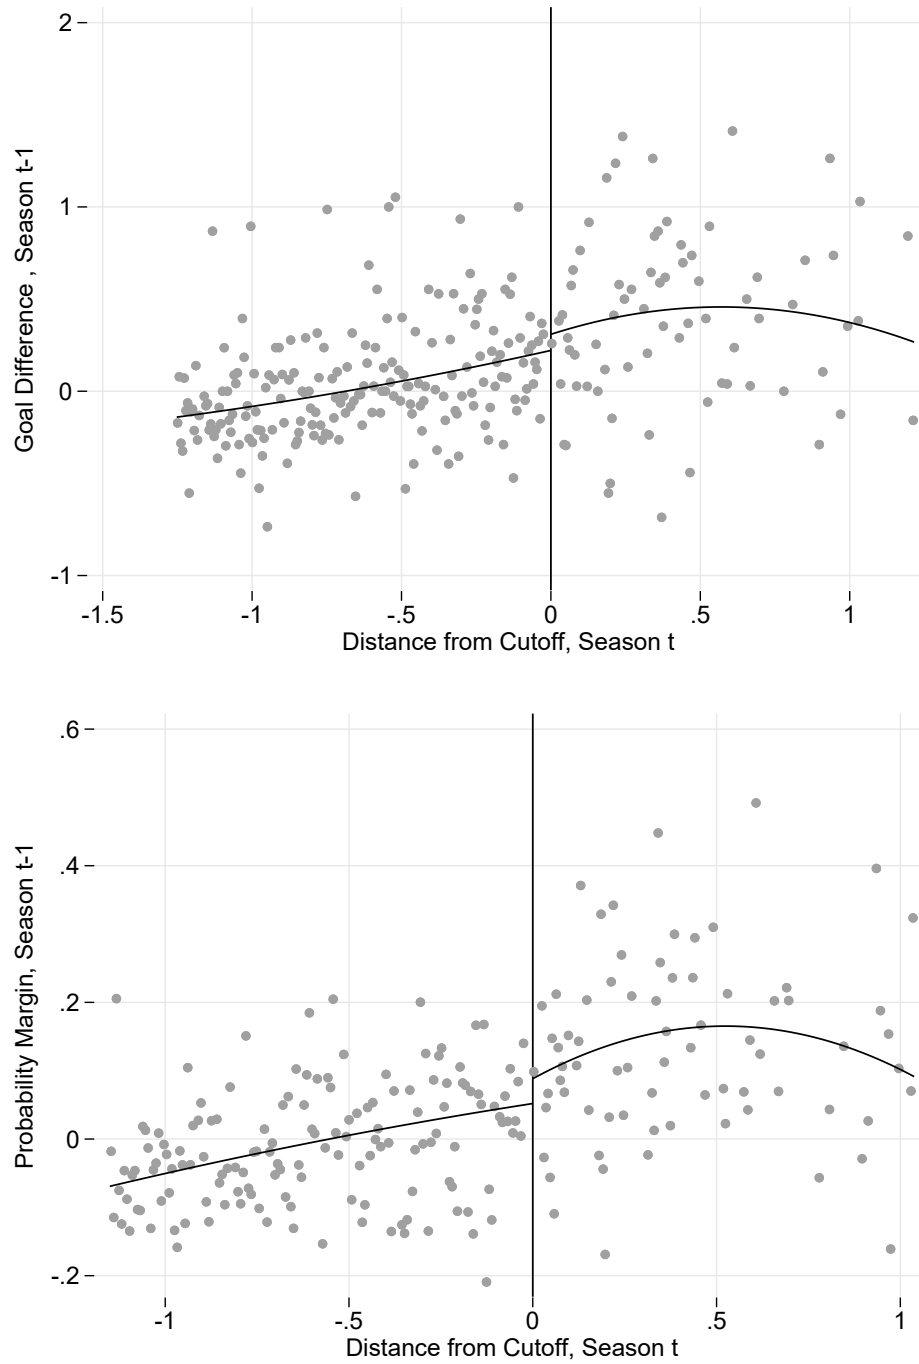 2
1
0
-1
Goal Difference , Season t-1
-1.5 -1 -.5 0 .5 1
Distance from Cutoff, Season t
.6
.4
.2
0
-.2
Probability Margin, Season t-1
-1 -.5 0 .5 1
Distance from Cutoff, Season t